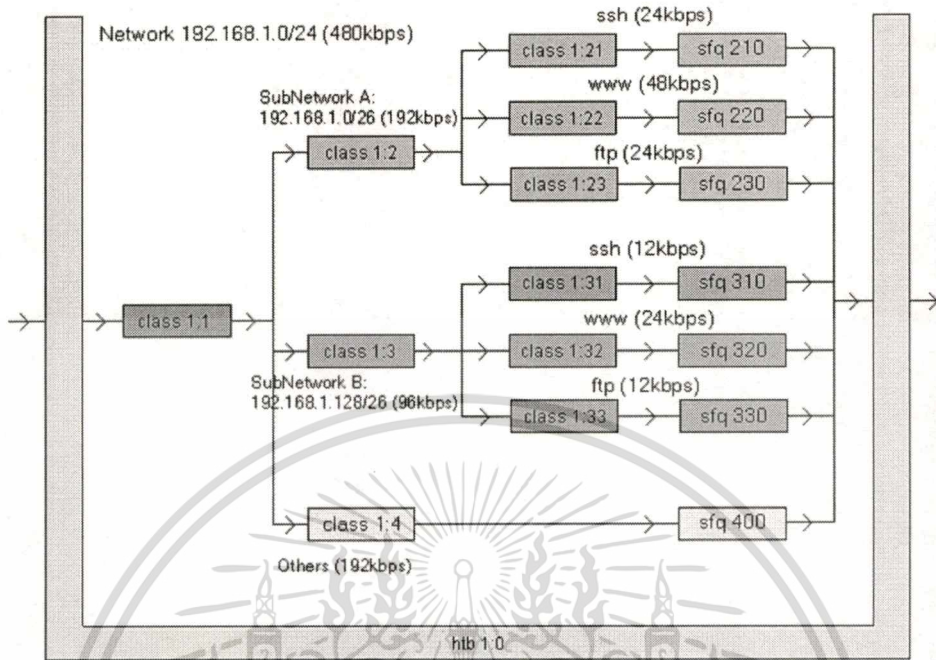 Network 192.168.1.0/24 (480kbps)
ssh (24kbps)
class 1:21
sfq 210
SubNetwork A:
192.168.1.0/26 (192kbps)
www (48kbps)
class 1:22
sfq 220
class 1:2
ftp (24kbps)
class 1:23
sfq 230
ssh (12kbps)
class 1:31
sfq 310
class 1:1
www (24kbps)
class 1:3
class 1:32
sfq 320
SubNetwork B:
192.168.1.128/26 (96kbps)
ftp (12kbps)
class 1:33
sfq 330
class 1:4
sfq 400
Others (192kbps)
htb 1:0